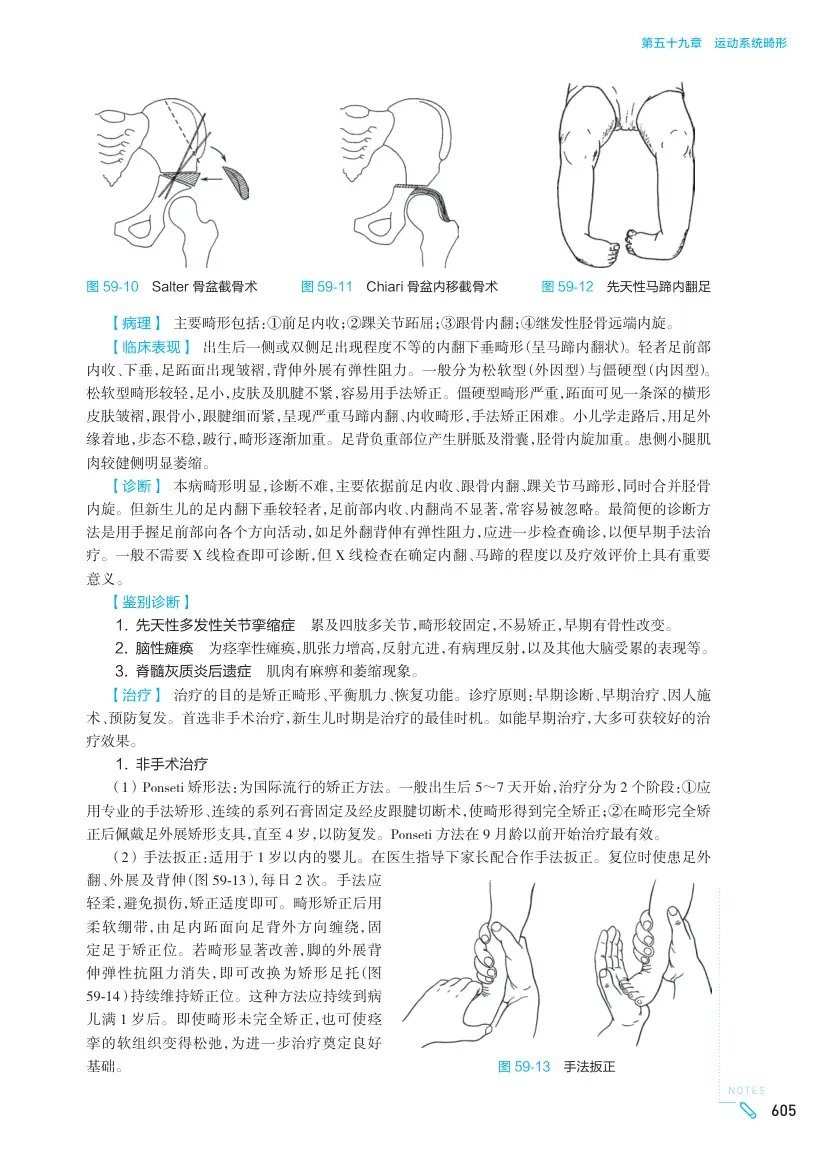 第五十九章 运动系统畸形
图 59-10 Salter 骨盆截骨术
图 59-11 Chiari 骨盆内移截骨术
图 59-12 先天性马蹄内翻足
【病理】 主要畸形包括:①前足内收;②踝关节跖屈;③跟骨内翻;④继发性胫骨远端内旋。
【临床表现】 出生后一侧或双侧足出现程度不等的内翻下垂畸形(呈马蹄内翻状)。轻者足前部
内收、下垂,足跖面出现皱褶,背伸外展有弹性阻力。一般分为松软型(外因型)与僵硬型(内因型)。
松软型畸形较轻,足小,皮肤及肌腱不紧,容易用手法矫正。僵硬型畸形严重,跖面可见一条深的横形
皮肤皱褶,跟骨小,跟腱细而紧,呈现严重马蹄内翻、内收畸形,手法矫正困难。小儿学走路后,用足外
缘着地,步态不稳,跛行,畸形逐渐加重。足背负重部位产生胼胝及滑囊,胫骨内旋加重。患侧小腿肌
肉较健侧明显萎缩。
【诊断】 本病畸形明显,诊断不难,主要依据前足内收、跟骨内翻、踝关节马蹄形,同时合并胫骨
内旋。但新生儿的足内翻下垂较轻者,足前部内收、内翻尚不显著,常容易被忽略。最简便的诊断方
法是用手握足前部向各个方向活动,如足外翻背伸有弹性阻力,应进一步检查确诊,以便早期手法治
疗。一般不需要 X 线检查即可诊断,但 X 线检查在确定内翻、马蹄的程度以及疗效评价上具有重要
意义。
【鉴别诊断】
1. 先天性多发性关节挛缩症 累及四肢多关节,畸形较固定,不易矫正,早期有骨性改变。
2. 脑性瘫痪 为痉挛性瘫痪,肌张力增高,反射亢进,有病理反射,以及其他大脑受累的表现等。
3. 脊髓灰质炎后遗症 肌肉有麻痹和萎缩现象。
【治疗】 治疗的目的是矫正畸形、平衡肌力、恢复功能。诊疗原则:早期诊断、早期治疗、因人施
术、预防复发。首选非手术治疗,新生儿时期是治疗的最佳时机。如能早期治疗,大多可获较好的治
疗效果。
1. 非手术治疗
(1)Ponseti 矫形法:为国际流行的矫正方法。一般出生后 5～7 天开始,治疗分为 2 个阶段:①应
用专业的手法矫形、连续的系列石膏固定及经皮跟腱切断术,使畸形得到完全矫正;②在畸形完全矫
正后佩戴足外展矫形支具,直至 4 岁,以防复发。Ponseti 方法在 9 月龄以前开始治疗最有效。
(2)手法扳正:适用于 1 岁以内的婴儿。在医生指导下家长配合作手法扳正。复位时使患足外
翻、外展及背伸(图 59-13),每日 2 次。手法应
轻柔,避免损伤,矫正适度即可。畸形矫正后用
柔软绷带,由足内跖面向足背外方向缠绕,固
定足于矫正位。若畸形显著改善,脚的外展背
伸弹性抗阻力消失,即可改换为矫形足托(图
59-14)持续维持矫正位。这种方法应持续到病
儿满 1 岁后。即使畸形未完全矫正,也可使痉
挛的软组织变得松弛,为进一步治疗奠定良好
基础。
图 59-13 手法扳正
NOTES
605